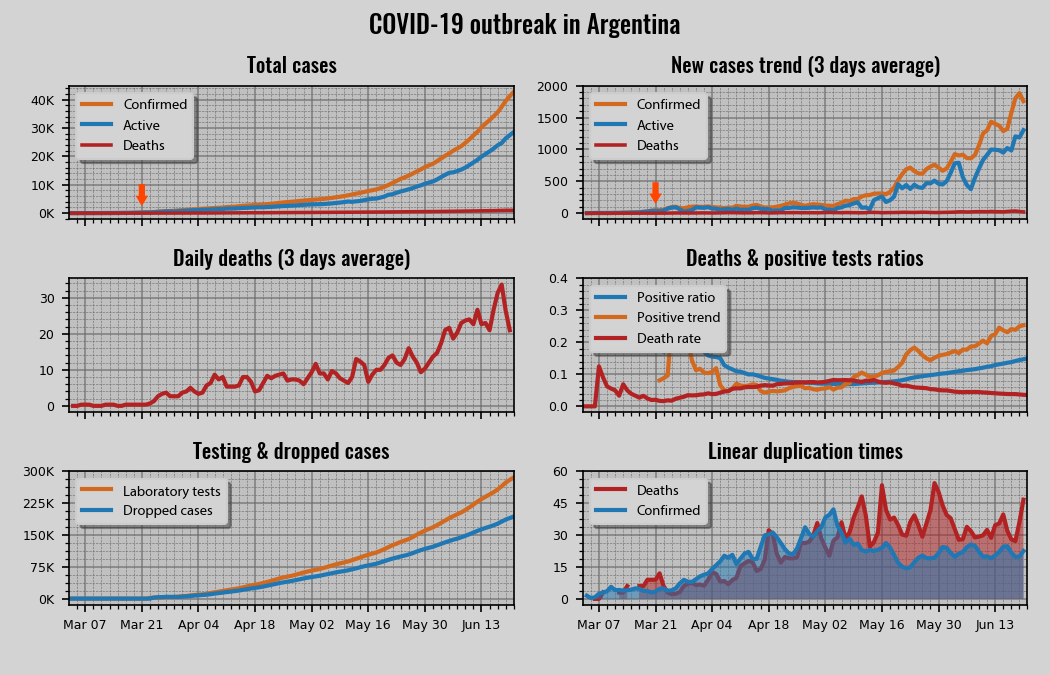 COVID-19 outbreak in Argentina
Total cases
Confirmed
Active
Deaths
40K
30K
20K
10K
0K
New cases trend (3 days average)
Confirmed
Active
Deaths
2000
1500
1000
500
0
Daily deaths (3 days average)
30
20
10
0
Deaths & positive tests ratios
Positive ratio
Positive trend
Death rate
0.4
0.3
0.2
0.1
0.0
Testing & dropped cases
Laboratory tests
Dropped cases
300K
225K
150K
75K
0K
Mar 07 Mar 21 Apr 04 Apr 18 May 02 May 16 May 30 Jun 13
Linear duplication times
Deaths
Confirmed
60
45
30
15
0
Mar 07 Mar 21 Apr 04 Apr 18 May 02 May 16 May 30 Jun 13